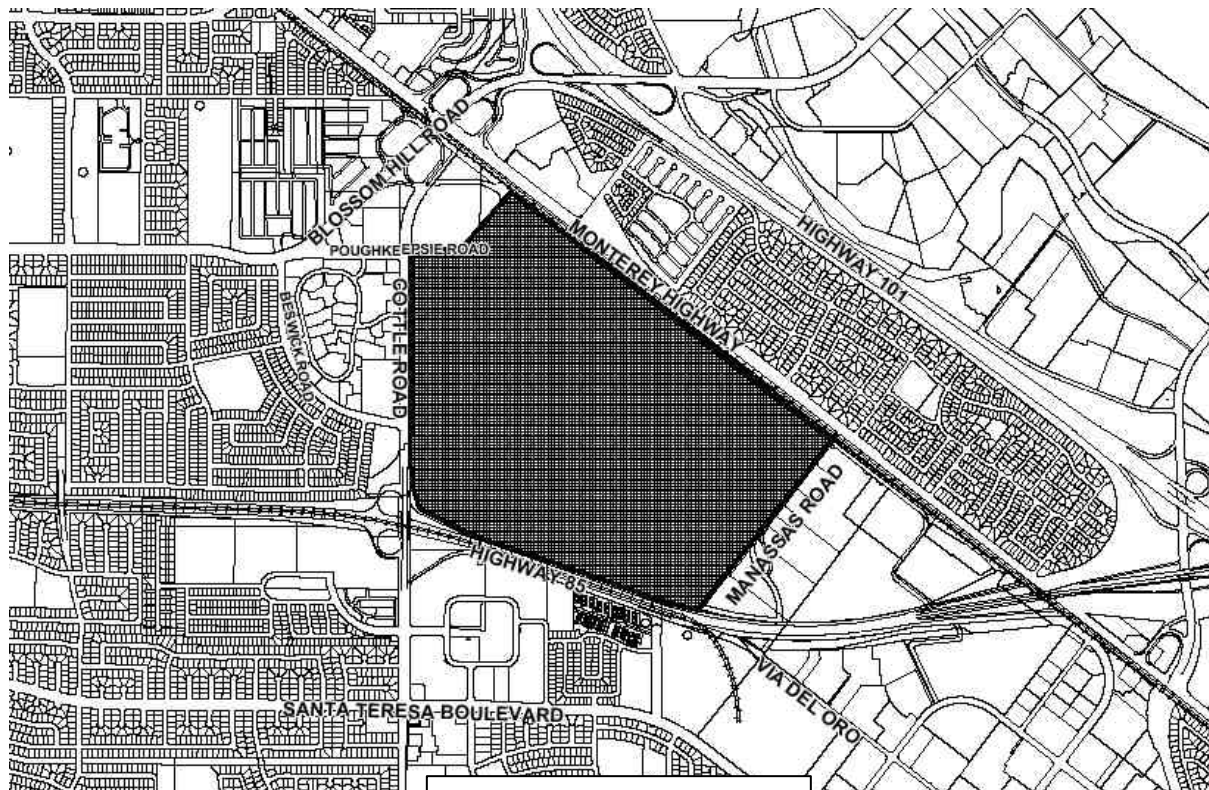 BLOSSOM HILL ROAD
POUGHKEEPSIE ROAD
MONTEREY HIGHWAY
HIGHWAY 101
BESWICK ROAD
COTTLE ROAD
MANASSAS ROAD
HIGHWAY 85
VIA DEL ORO
SANTA TERESA BOULEVARD